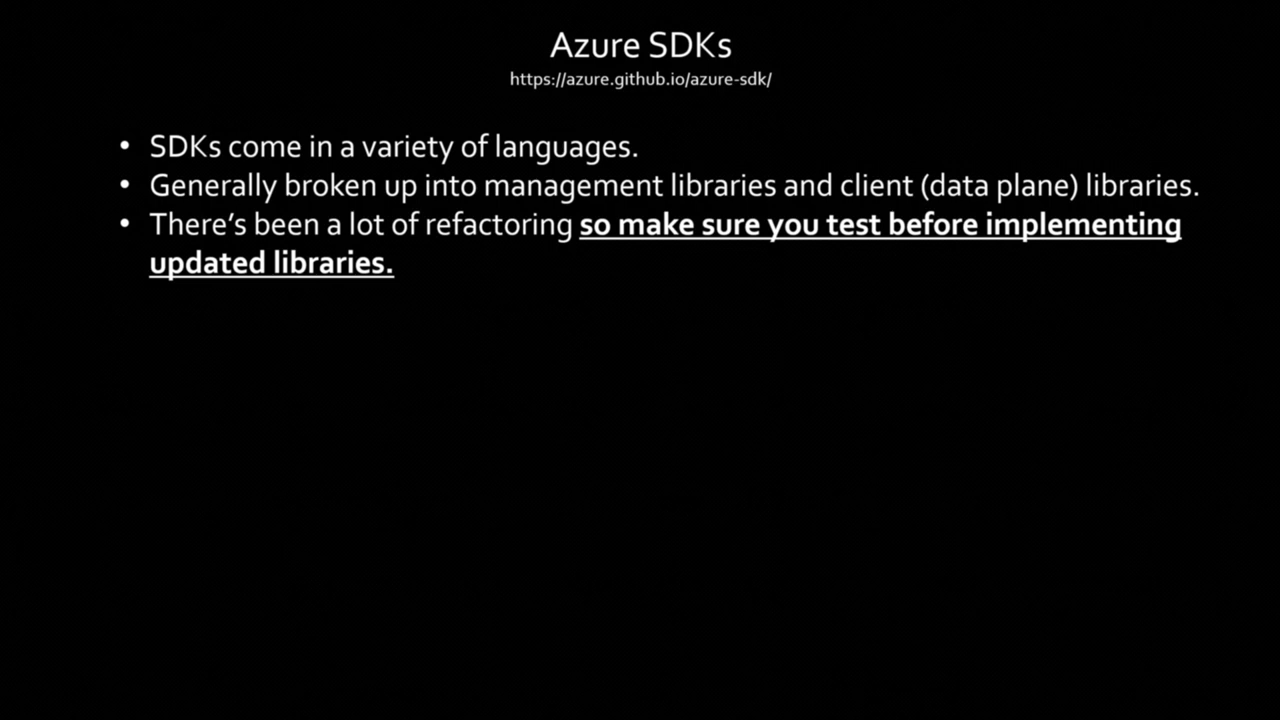 Azure SDKs
https://azure.github.io/azure-sdk/
• SDKs come in a variety of languages.
• Generally broken up into management libraries and client (data plane) libraries.
• There’s been a lot of refactoring so make sure you test before implementing
updated libraries.